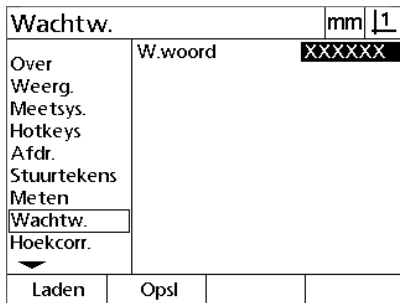 Wachtw. mm 1
W.woord XXXXXX
Over
Weerg.
Meetsys.
Hotkeys
Afdr.
Stuurtekens
Meten
Wachtw.
Hoekcorr.
Laden Opsl